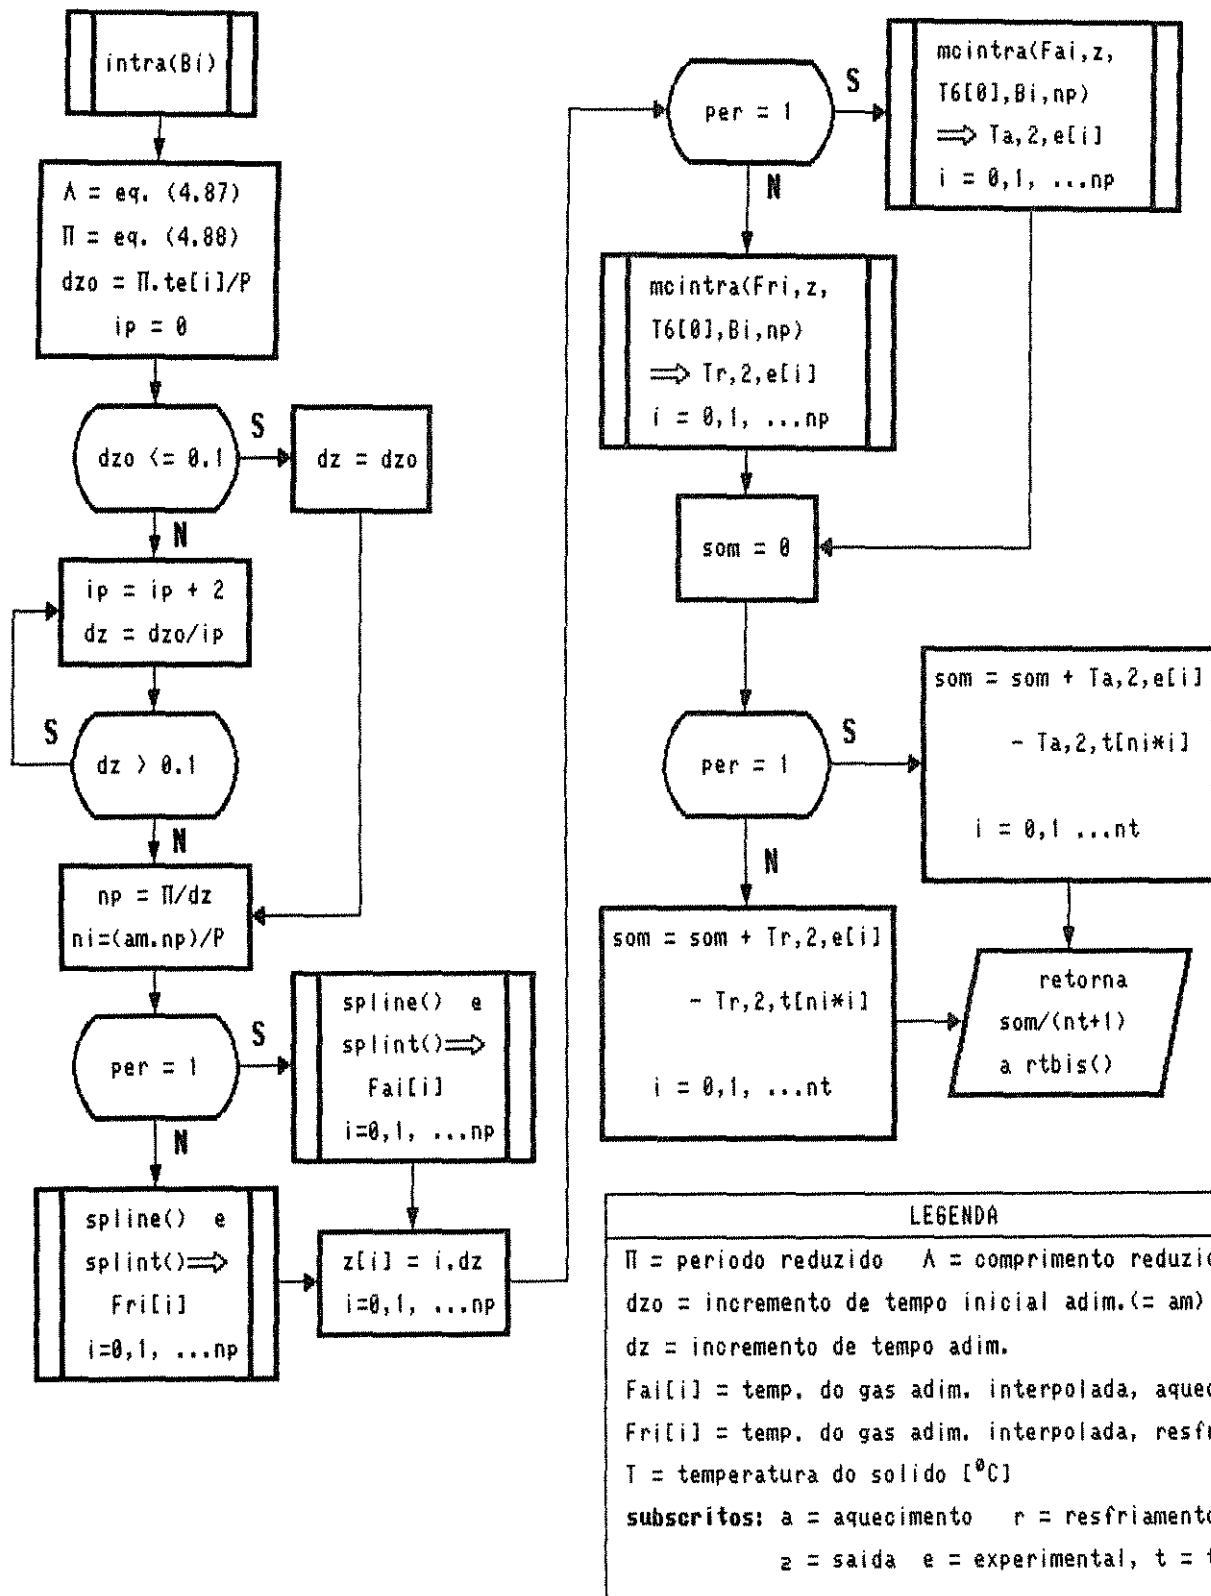 intra(Bi)
Λ = eq. (4.87)
Π = eq. (4.88)
dzo = Π.te[i]/P
ip = 0
dzo <= 0.1
S
dz = dzo
N
ip = ip + 2
dz = dzo/ip
S
dz > 0.1
N
np = Π/dz
ni=(am.np)/P
per = 1
S
spline() e
splint()⟹
Fai[i]
i=0,1, ...np
N
spline() e
splint()⟹
Fri[i]
i=0,1, ...np
z[i] = i.dz
i=0,1, ...np
per = 1
S
mcintra(Fai,z,
T6[0],Bi,np)
⟹ Ta,2,e[i]
i = 0,1, ...np
N
mcintra(Fri,z,
T6[0],Bi,np)
⟹ Tr,2,e[i]
i = 0,1, ...np
som = 0
per = 1
S
som = som + Ta,2,e[i]
- Ta,2,t[ni*i]
i = 0,1 ...nt
N
som = som + Tr,2,e[i]
- Tr,2,t[ni*i]
i = 0,1, ...nt
retorna
som/(nt+1)
a rtbis()
LEGENDA
Π = periodo reduzido Λ = comprimento
dzo = incremento de tempo inicial adim.(= am)
dz = incremento de tempo adim.
Fai[i] = temp. do gas adim. interpolada,
Fri[i] = temp. do gas adim. interpolada,
T = temperatura do solido [⁰C]
subscritos: a = aquecimento r = resfriamento
2 = saida e = experimental, t =